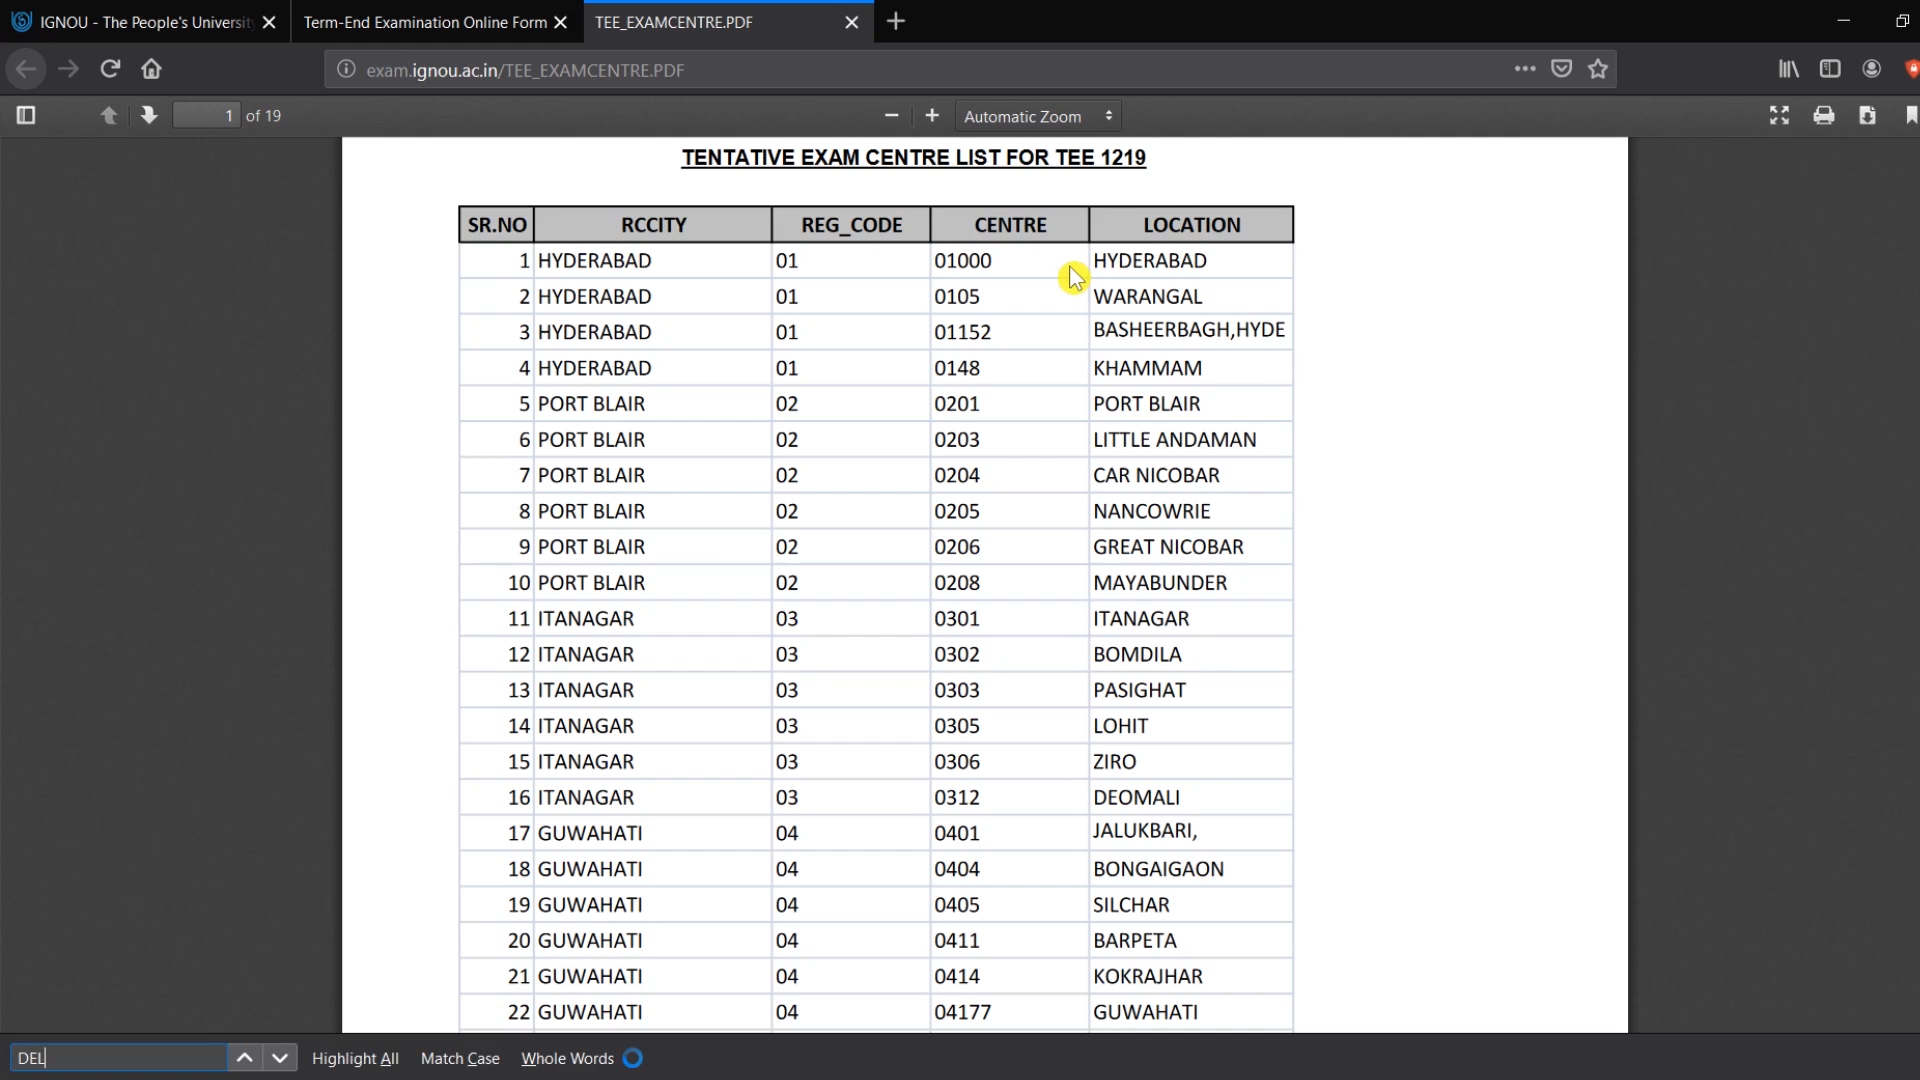 IGNOU - The People's Universit
Term-End Examination Online Form
TEE_EXAMCENTRE.PDF
exam.ignou.ac.in/TEE_EXAMCENTRE.PDF
1 of 19
Automatic Zoom
TENTATIVE EXAM CENTRE LIST FOR TEE 1219
SR.NO RCCITY REG_CODE CENTRE LOCATION
1 HYDERABAD 01 01000 HYDERABAD
2 HYDERABAD 01 0105 WARANGAL
3 HYDERABAD 01 01152 BASHEERBAGH,HYDE
4 HYDERABAD 01 0148 KHAMMAM
5 PORT BLAIR 02 0201 PORT BLAIR
6 PORT BLAIR 02 0203 LITTLE ANDAMAN
7 PORT BLAIR 02 0204 CAR NICOBAR
8 PORT BLAIR 02 0205 NANCOWRIE
9 PORT BLAIR 02 0206 GREAT NICOBAR
10 PORT BLAIR 02 0208 MAYABUNDER
11 ITANAGAR 03 0301 ITANAGAR
12 ITANAGAR 03 0302 BOMDILA
13 ITANAGAR 03 0303 PASIGHAT
14 ITANAGAR 03 0305 LOHIT
15 ITANAGAR 03 0306 ZIRO
16 ITANAGAR 03 0312 DEOMALI
17 GUWAHATI 04 0401 JALUKBARI,
18 GUWAHATI 04 0404 BONGAIGAON
19 GUWAHATI 04 0405 SILCHAR
20 GUWAHATI 04 0411 BARPETA
21 GUWAHATI 04 0414 KOKRAJHAR
22 GUWAHATI 04 04177 GUWAHATI
DEL Highlight All Match Case Whole Words